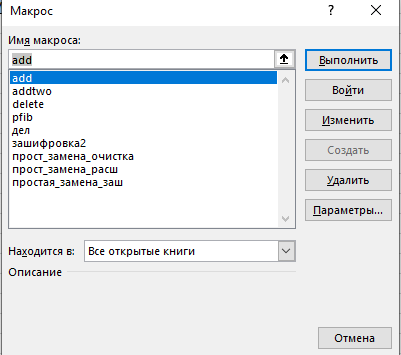 Макрос
?
Имя макроса:
add
Выполнить
add
addtwo
delete
pfib
дел
зашифровка2
прост_замена_очистка
прост_замена_расш
простая_замена_заш
Войти
Изменить
Создать
Удалить
Параметры...
Находится в:
Все открытые книги
Описание
Отмена